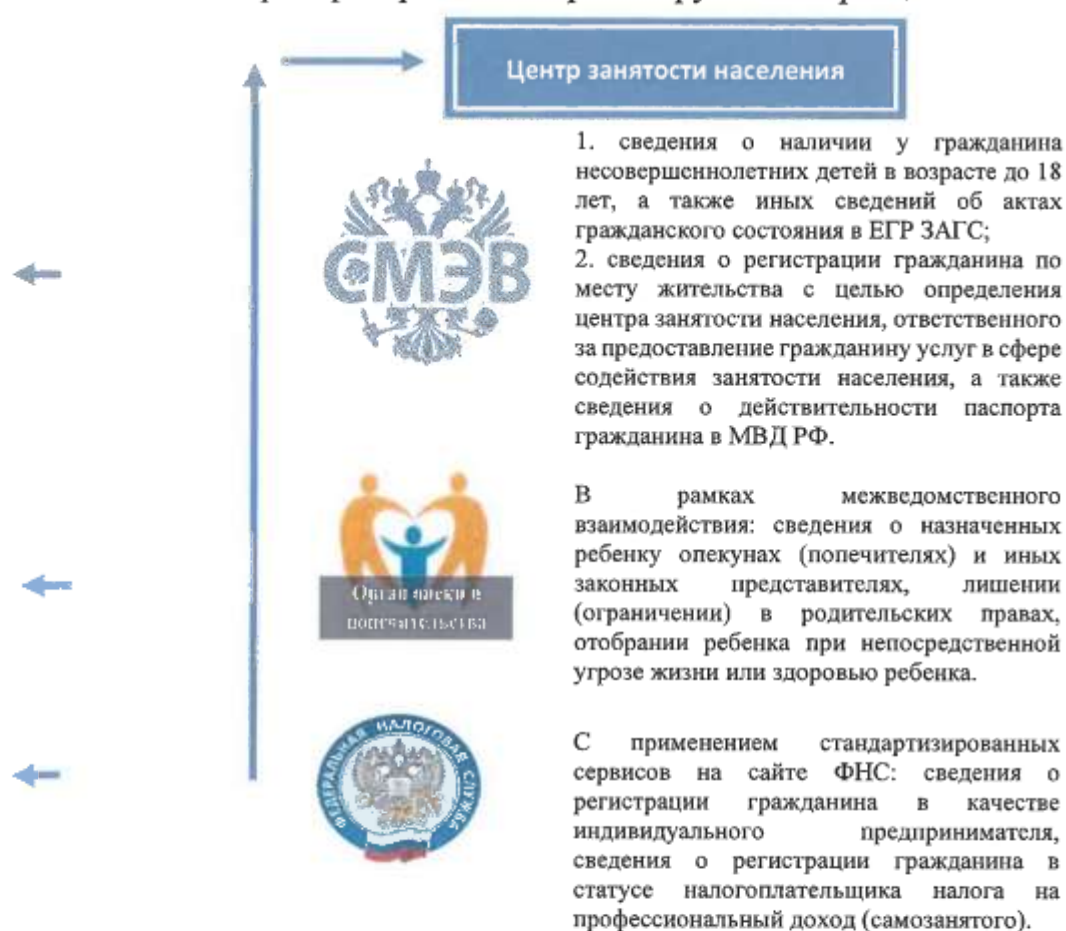 Центр занятости населения
1. сведения о наличии у гражданина
несовершеннолетних детей в возрасте до 18
лет, а также иных сведений об актах
гражданского состояния в ЕГР ЗАГС;
2. сведения о регистрации гражданина по
месту жительства с целью определения
центра занятости населения, ответственного
за предоставление гражданину услуг в сфере
содействия занятости населения, а также
сведения о действительности паспорта
гражданина в МВД РФ.
СМЭВ
В рамках межведомственного
взаимодействия: сведения о назначенных
ребенку опекунах (попечителях) и иных
законных представителях, лишении
(ограничении) в родительских правах,
отобрании ребенка при непосредственной
угрозе жизни или здоровью ребенка.
попечительства
ФЕДЕРАЛЬНАЯ НАЛОГОВАЯ СЛУЖБА
С применением стандартизированных
сервисов на сайте ФНС: сведения о
регистрации гражданина в качестве
индивидуального предпринимателя,
сведения о регистрации гражданина в
статусе налогоплательщика налога на
профессиональный доход (самозанятого).